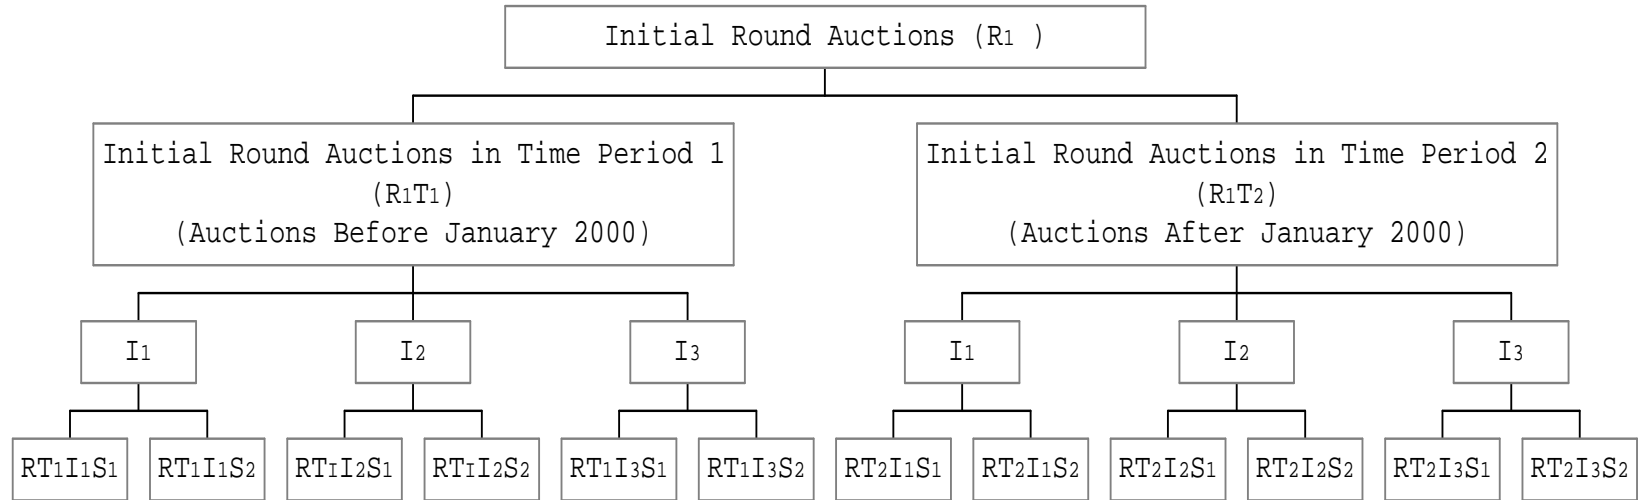 Initial Round Auctions (R1 )
Initial Round Auctions in Time Period 1
(R1T1)
(Auctions Before January 2000)
Initial Round Auctions in Time Period 2
(R1T2)
(Auctions After January 2000)
I1
I2
I3
I1
I2
I3
RT1I1S1
RT1I1S2
RTII2S1
RTII2S2
RT1I3S1
RT1I3S2
RT2I1S1
RT2I1S2
RT2I2S1
RT2I2S2
RT2I3S1
RT2I3S2